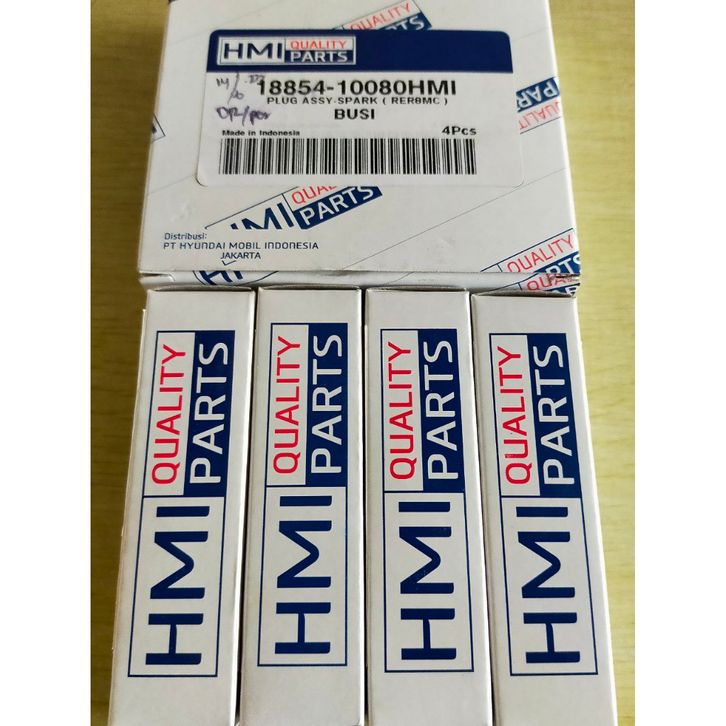 HMI QUALITY PARTS
18854-10080HMI
PLUG ASSY-SPARK ( RER8MC )
BUSI
Made in Indonesia
4Pcs
HMI QUALITY PARTS
QUALITY PARTS
Distribusi:
PT HYUNDAI MOBIL INDONESIA
JAKARTA
HMI QUALITY PARTS
HMI QUALITY PARTS
HMI QUALITY PARTS
HMI QUALITY PARTS